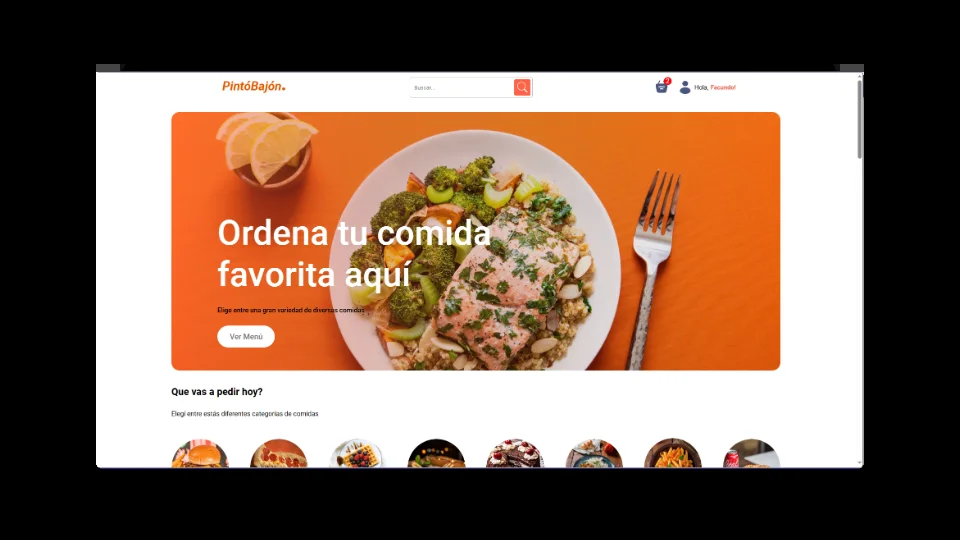 PintóBajón.
Buscar...
Hola, Facundo!
Ordena tu comida
favorita aquí
Elige entre una gran variedad de diversas comidas
Ver Menú
Que vas a pedir hoy?
Elegí entre estás diferentes categorías de comidas